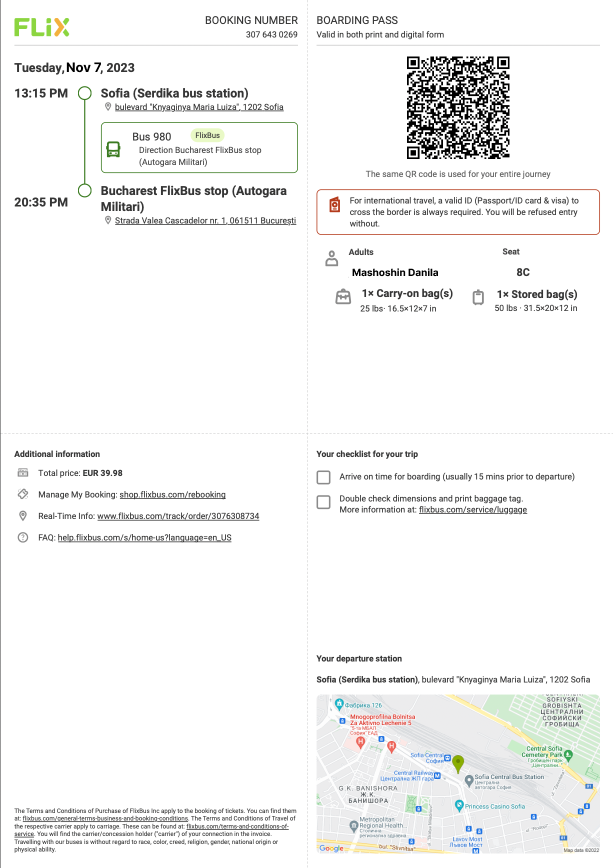 FLiX
BOOKING NUMBER
307 643 0269
Tuesday, Nov 7, 2023
13:15 PM
Sofia (Serdika bus station)
bulevard "Knyaginya Maria Luiza", 1202 Sofia
Bus 980
FlixBus
Direction Bucharest FlixBus stop
(Autogara Militari)
20:35 PM
Bucharest FlixBus stop (Autogara
Militari)
Strada Valea Cascadelor nr. 1, 061511 București
BOARDING PASS
Valid in both print and digital form
The same QR code is used for your entire journey
For international travel, a valid ID (Passport/ID card & visa) to
cross the border is always required. You will be refused entry
without.
Adults
Seat
Mashoshin Danila
8C
1× Carry-on bag(s)
25 lbs· 16.5×12×7 in
1× Stored bag(s)
50 lbs · 31.5×20×12 in
Additional information
Total price: EUR 39.98
Manage My Booking: shop.flixbus.com/rebooking
Real-Time Info: www.flixbus.com/track/order/3076308734
FAQ: help.flixbus.com/s/home-us?language=en_US
The Terms and Conditions of Purchase of FlixBus Inc apply to the booking of tickets. You can find them
at: flixbus.com/general-terms-business-and-booking-conditions. The Terms and Conditions of Travel of
the respective carrier apply to carriage. These can be found at: flixbus.com/terms-and-conditions-of-
service. You will find the carrier/concession holder ("carrier") of your connection in the invoice.
Travelling with our buses is without regard to race, color, creed, religion, gender, national origin or
physical ability.
Your checklist for your trip
Arrive on time for boarding (usually 15 mins prior to departure)
Double check dimensions and print baggage tag.
More information at: flixbus.com/service/luggage
Your departure station
Sofia (Serdika bus station), bulevard "Knyaginya Maria Luiza", 1202 Sofia
SOFIYSKI
GROBISHTA
ЦЕНТРАЛНИ
СОФИЙСКИ
ГРОБИЩА
Фабрика 126
Mnogoprofilna Bolnitsa
Za Aktivno Lechenie 5
Sofia Central
София
Central Sofia
Cemetery Park
Central Railway
Централна ЖП гара
Sofia Central Bus Station
Централна
автогара София
G.K. BANISHORA
Ж.К.
БАНИШОРА
Princess Casino Sofia
Metropolitan
Regional Health
Lavov Most
Лъвов Мост
Bul. "Slivnitsa"
Map data ©2022